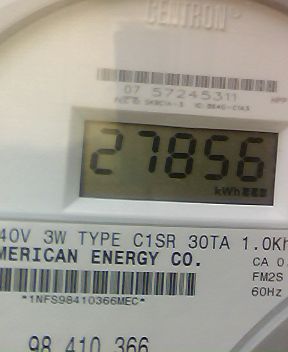 CENTRON®
07 57245311
27856
kWh
40V 3W TYPE C1SR 30TA 1.0Kh
MERICAN ENERGY CO.
CA 0.
FM2S
60Hz
*1NFS98410366MEC*
98 410 366